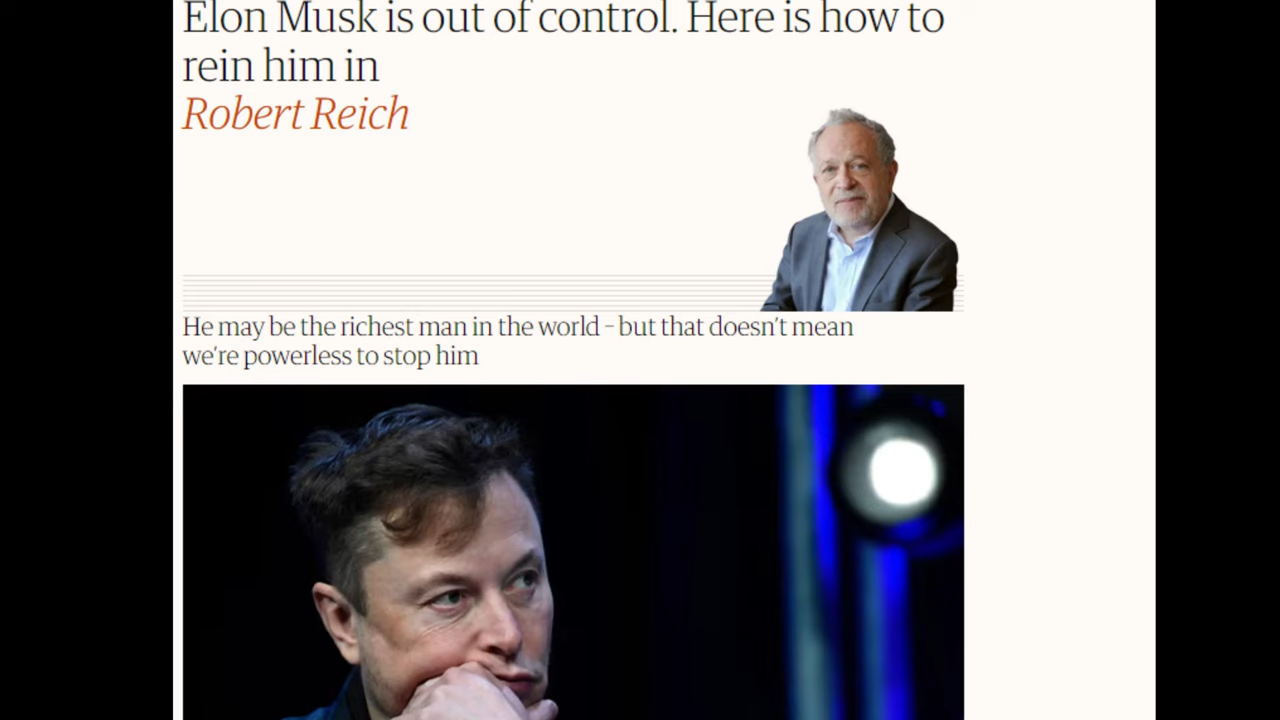 Elon Musk is out of control. Here is how to
rein him in
Robert Reich
He may be the richest man in the world – but that doesn't mean
we're powerless to stop him